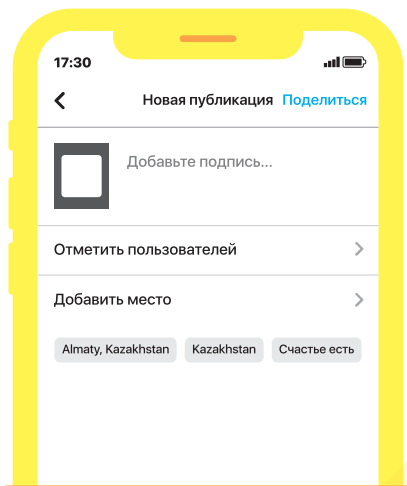 17:30
Новая публикация Поделиться
Добавьте подпись...
Отметить пользователей
Добавить место
Almaty, Kazakhstan Kazakhstan Счастье есть